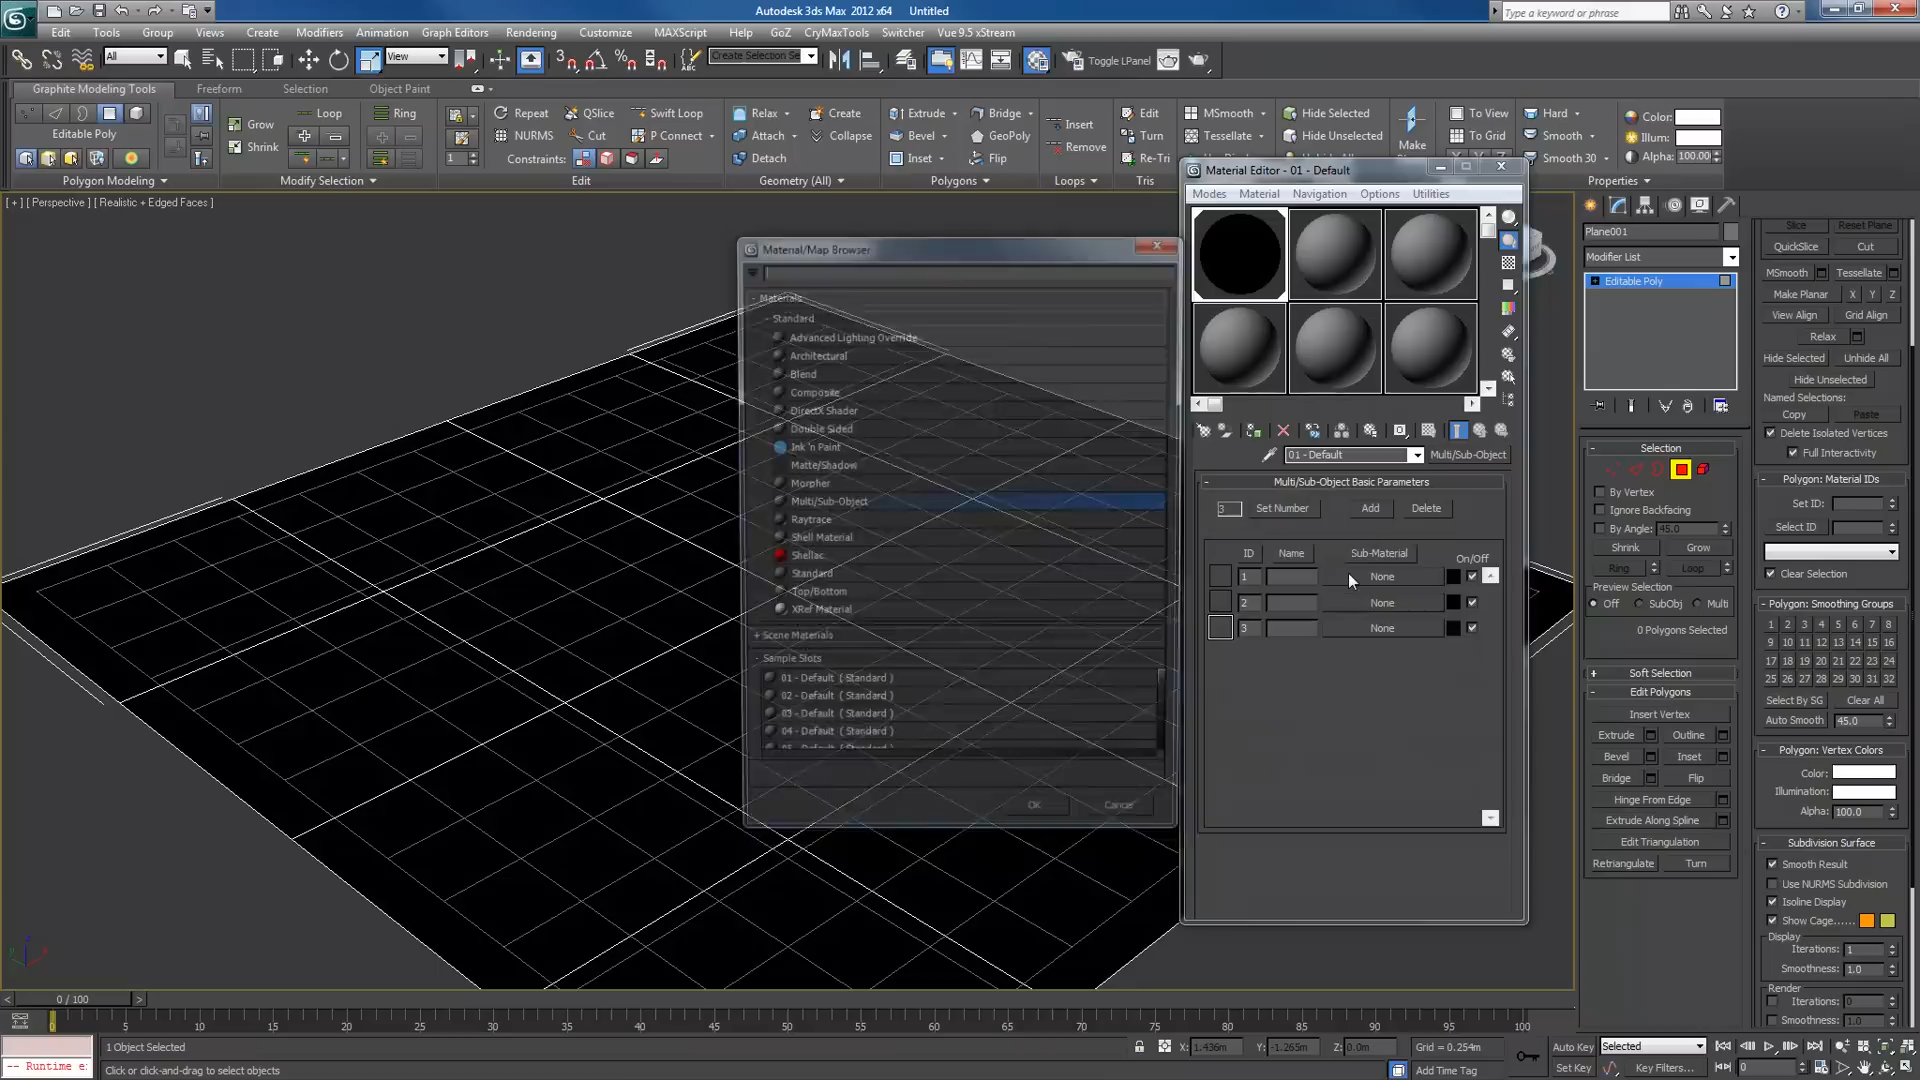 Autodesk 3ds Max 2012 x64 Untitled
Type a keyword or phrase
Edit Tools Group Views Create Modifiers Animation Graph Editors Rendering Customize MAXScript Help GoZ CryMaxTools Switcher Vue 9.5 xStream
All View Create Selection Se Toggle LPanel
Graphite Modeling Tools Freeform Selection Object Paint
Loop Ring Repeat QSlice Swift Loop Relax Create Extrude Bridge Edit MSmooth Hide Selected To View Hard Color:
Editable Poly Grow NURMS Cut P Connect Attach Collapse Bevel GeoPoly Insert Turn Tessellate Hide Unselected To Grid Smooth Illum:
Shrink 1 Constraints: Detach Inset Flip Remove Re-Tri Make Smooth 30 Alpha: 100.00
Polygon Modeling Modify Selection Edit Geometry (All) Polygons Loops Tris Properties
[ + ] [ Perspective ] [ Realistic + Edged Faces ]
Material/Map Browser
- Materials
- Standard
Advanced Lighting Override
Architectural
Blend
Composite
DirectX Shader
Double Sided
Ink 'n Paint
Matte/Shadow
Morpher
Multi/Sub-Object
Raytrace
Shell Material
Shellac
Standard
Top/Bottom
XRef Material
+ Scene Materials
- Sample Slots
01 - Default ( Standard )
02 - Default ( Standard )
03 - Default ( Standard )
04 - Default ( Standard )
OK Cancel
Material Editor - 01 - Default
Modes Material Navigation Options Utilities
01 - Default Multi/Sub-Object
- Multi/Sub-Object Basic Parameters
3 Set Number Add Delete
ID Name Sub-Material On/Off
1 None
2 None
3 None
Plane001
Modifier List
Editable Poly
- Selection
By Vertex
Ignore Backfacing
By Angle: 45.0
Shrink Grow
Ring Loop
Preview Selection
Off SubObj Multi
0 Polygons Selected
+ Soft Selection
- Edit Polygons
Insert Vertex
Extrude Outline
Bevel Inset
Bridge Flip
Hinge From Edge
Extrude Along Spline
Edit Triangulation
Retriangulate Turn
Slice Reset Plane
QuickSlice Cut
MSmooth Tessellate
Make Planar X Y Z
View Align Grid Align
Relax
Hide Selected Unhide All
Hide Unselected
Named Selections:
Copy Paste
Delete Isolated Vertices
Full Interactivity
- Polygon: Material IDs
Set ID:
Select ID
Clear Selection
- Polygon: Smoothing Groups
1 2 3 4 5 6 7 8
9 10 11 12 13 14 15 16
17 18 19 20 21 22 23 24
25 26 27 28 29 30 31 32
Select By SG Clear All
Auto Smooth 45.0
- Polygon: Vertex Colors
Color:
Illumination:
Alpha: 100.0
- Subdivision Surface
Smooth Result
Use NURMS Subdivision
Isoline Display
Show Cage......
Display
Iterations: 1
Smoothness: 1.0
Render
Iterations: 0
Smoothness: 1.0
< 0 / 100 >
0 5 10 15 20 25 30 35 40 45 50 55 60 65 70 75 80 85 90 95 100
1 Object Selected X: 1.436m Y: -1.265m Z: 0.0m Grid = 0.254m Auto Key Selected
-- Runtime e: Click or click-and-drag to select objects Add Time Tag Set Key Key Filters... 0